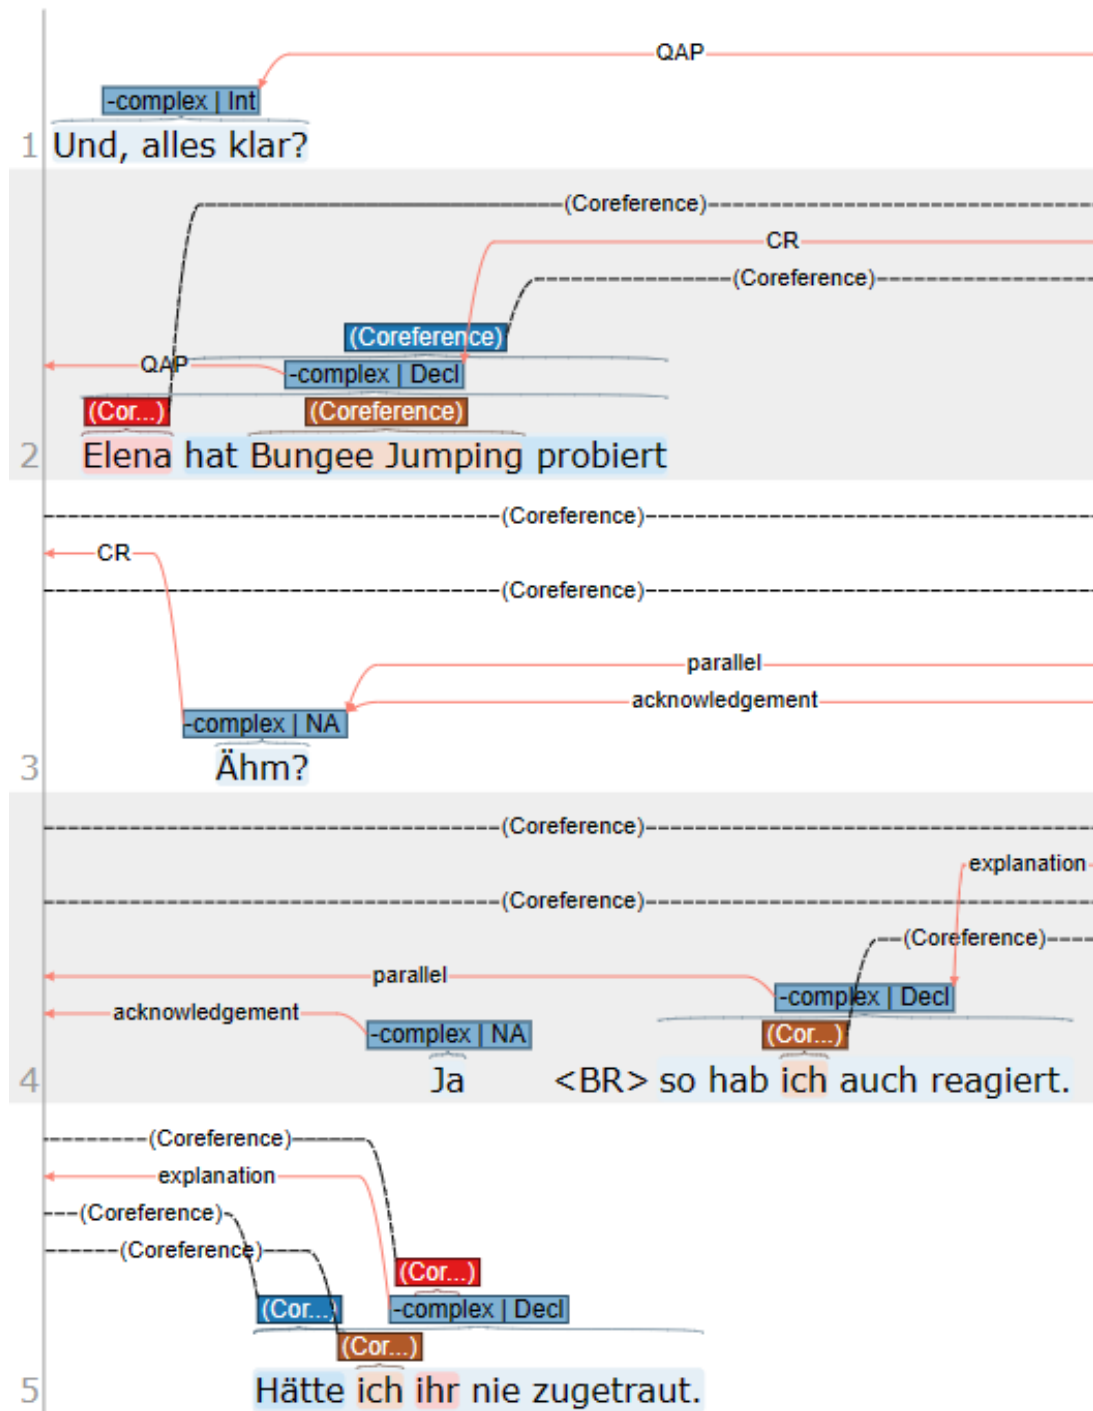 QAP
-complex | Int
1 Und, alles klar?
(Coreference)
CR
(Coreference)
(Coreference)
QAP -complex | Decl
(Cor...) (Coreference)
2 Elena hat Bungee Jumping probiert
(Coreference)
CR
(Coreference)
parallel
acknowledgement
-complex | NA
3 Ähm?
(Coreference)
explanation
(Coreference)
(Coreference)
parallel
-complex | Decl
acknowledgement
-complex | NA (Cor...)
4 Ja <BR> so hab ich auch reagiert.
(Coreference)
explanation
(Coreference)
(Coreference)
(Cor...)
(Cor...) -complex | Decl
(Cor...)
5 Hätte ich ihr nie zugetraut.